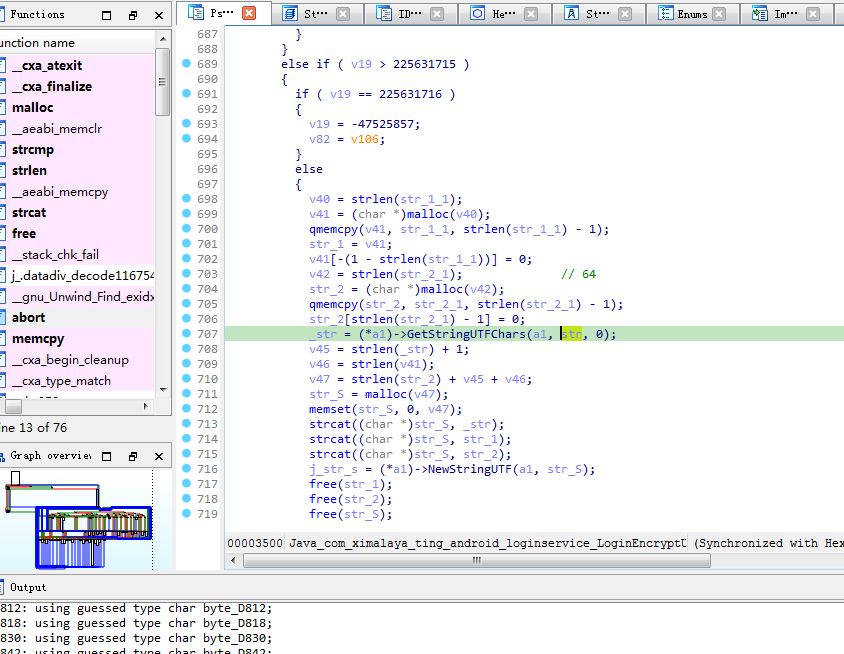 Functions
Ps···
St···
ID···
He···
St···
Enums
Im···
unction name
__cxa_atexit
__cxa_finalize
malloc
__aeabi_memclr
strcmp
strlen
__aeabi_memcpy
strcat
free
__stack_chk_fail
j_.datadiv_decode116754
__gnu_Unwind_Find_exidx
abort
memcpy
__cxa_begin_cleanup
__cxa_type_match
ne 13 of 76
Graph overview
687 }
688 }
689 else if ( v19 > 225631715 )
690 {
691 if ( v19 == 225631716 )
692 {
693 v19 = -47525857;
694 v82 = v106;
695 }
696 else
697 {
698 v40 = strlen(str_1_1);
699 v41 = (char *)malloc(v40);
700 qmemcpy(v41, str_1_1, strlen(str_1_1) - 1);
701 str_1 = v41;
702 v41[-(1 - strlen(str_1_1))] = 0;
703 v42 = strlen(str_2_1); // 64
704 str_2 = (char *)malloc(v42);
705 qmemcpy(str_2, str_2_1, strlen(str_2_1) - 1);
706 str_2[strlen(str_2_1) - 1] = 0;
707 _str = (*a1)->GetStringUTFChars(a1, str, 0);
708 v45 = strlen(_str) + 1;
709 v46 = strlen(v41);
710 v47 = strlen(str_2) + v45 + v46;
711 str_S = malloc(v47);
712 memset(str_S, 0, v47);
713 strcat((char *)str_S, _str);
714 strcat((char *)str_S, str_1);
715 strcat((char *)str_S, str_2);
716 j_str_s = (*a1)->NewStringUTF(a1, str_S);
717 free(str_1);
718 free(str_2);
719 free(str_S);
00003500 Java_com_ximalaya_ting_android_loginservice_LoginEncryptU (Synchronized with Hex
Output
812: using guessed type char byte_D812;
818: using guessed type char byte_D818;
830: using guessed type char byte_D830;
842: using guessed type char byte_D842;